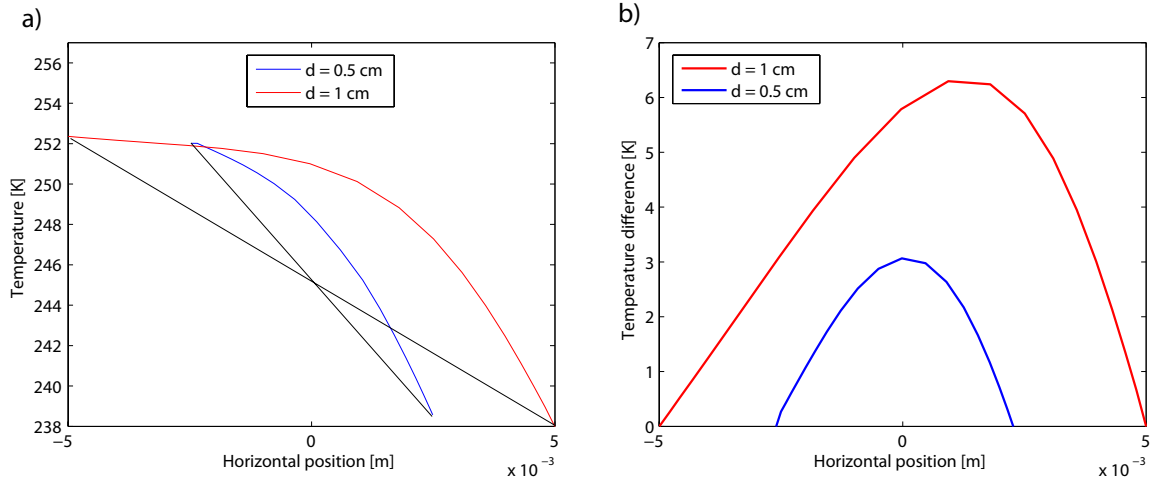 a)
256
254
252
250
248
246
244
242
240
238
−5
0
5
x 10 −3
Temperature [K]
Horizontal position [m]
d = 0.5 cm
d = 1 cm
b)
7
6
5
4
3
2
1
0
−5
0
5
x 10 −3
Temperature difference [K]
Horizontal position [m]
d = 1 cm
d = 0.5 cm